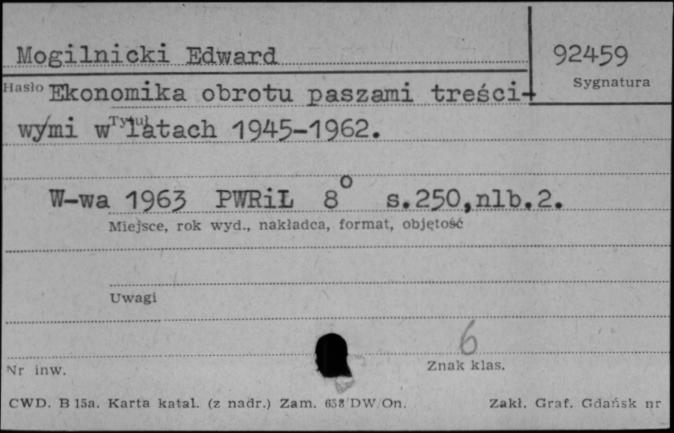 Mogilnicki Edward
92459
Hasło
Sygnatura
Ekonomika obrotu paszami treści-
wymi w latach 1945-1962.
Tytuł
W-wa 1963 PWRiL 8° s.250,nlb.2.
Miejsce, rok wyd., nakładca, format, objętość
Uwagi
6
Nr inw.
Znak klas.
CWD. B 15a. Karta katal. (z nadr.) Zam. 658/DW/On.
Zakł. Graf. Gdańsk nr